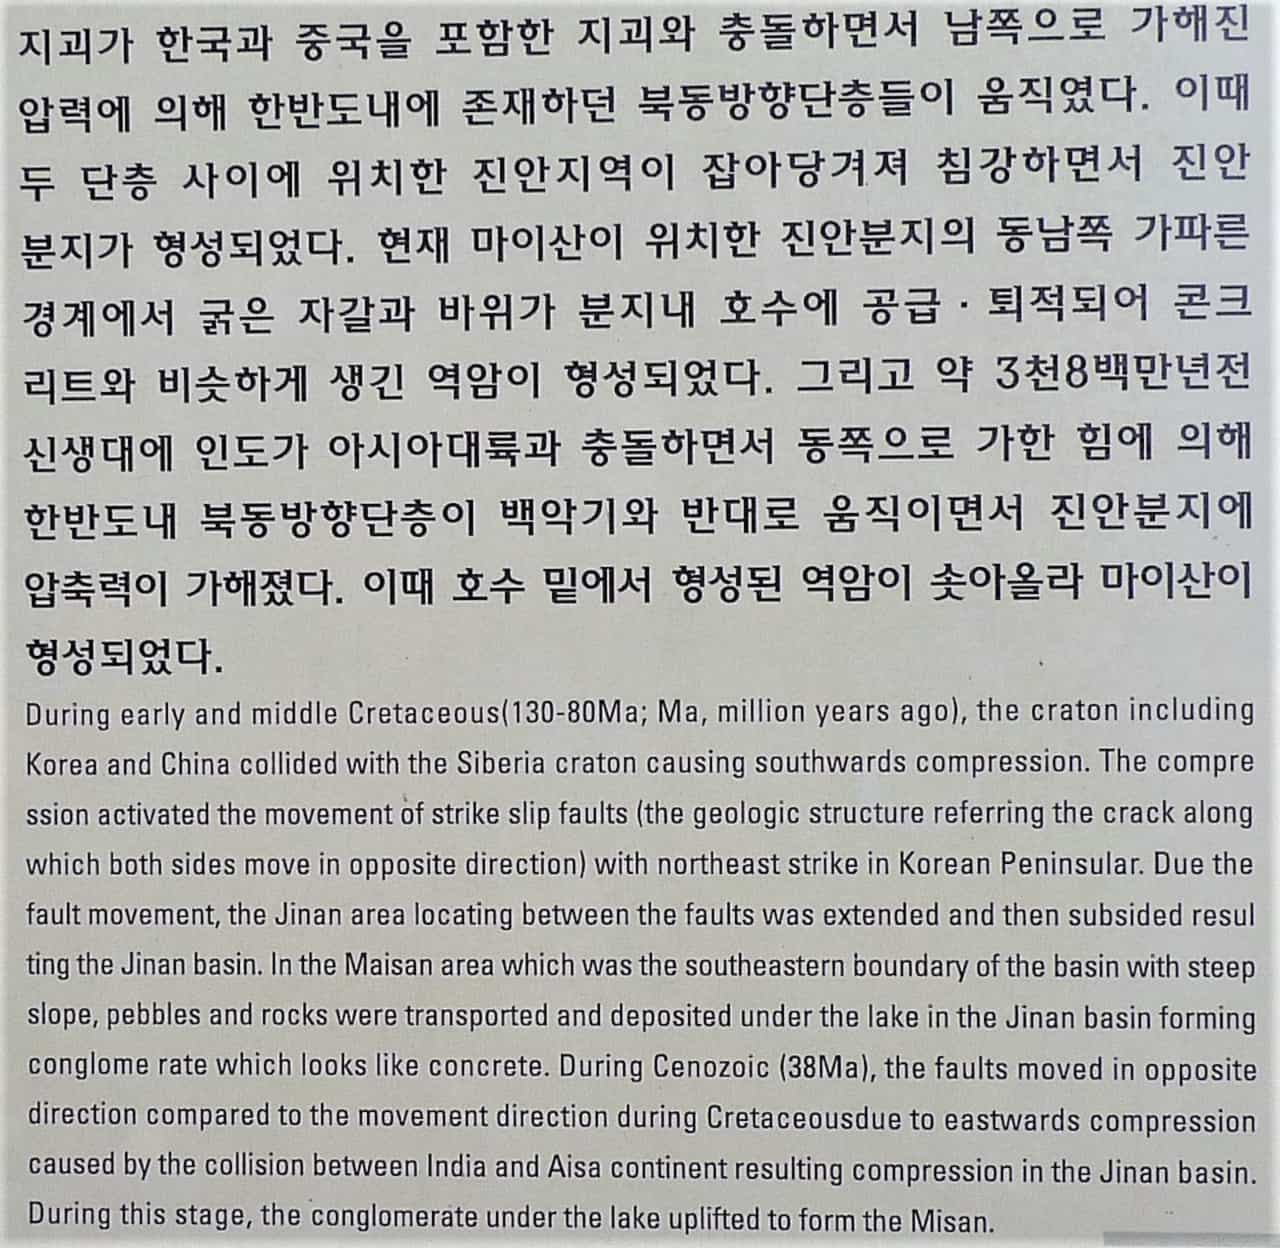 지괴가 한국과 중국을 포함한 지괴와 충돌하면서 남쪽으로 가해진
압력에 의해 한반도내에 존재하던 북동방향단층들이 움직였다. 이때
두 단층 사이에 위치한 진안지역이 잡아당겨져 침강하면서 진안
분지가 형성되었다. 현재 마이산이 위치한 진안분지의 동남쪽 가파른
경계에서 굵은 자갈과 바위가 분지내 호수에 공급·퇴적되어 콘크
리트와 비슷하게 생긴 역암이 형성되었다. 그리고 약 3천8백만년전
신생대에 인도가 아시아대륙과 충돌하면서 동쪽으로 가한 힘에 의해
한반도내 북동방향단층이 백악기와 반대로 움직이면서 진안분지에
압축력이 가해졌다. 이때 호수 밑에서 형성된 역암이 솟아올라 마이산이
형성되었다.
During early and middle Cretaceous(130-80Ma; Ma, million years ago), the craton including
Korea and China collided with the Siberia craton causing southwards compression. The compre
ssion activated the movement of strike slip faults (the geologic structure referring the crack along
which both sides move in opposite direction) with northeast strike in Korean Peninsular. Due the
fault movement, the Jinan area locating between the faults was extended and then subsided resul
ting the Jinan basin. In the Maisan area which was the southeastern boundary of the basin with steep
slope, pebbles and rocks were transported and deposited under the lake in the Jinan basin forming
conglome rate which looks like concrete. During Cenozoic (38Ma), the faults moved in opposite
direction compared to the movement direction during Cretaceousdue to eastwards compression
caused by the collision between India and Aisa continent resulting compression in the Jinan basin.
During this stage, the conglomerate under the lake uplifted to form the Misan.